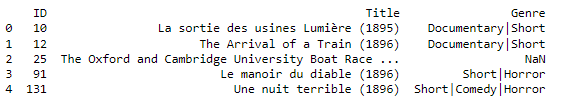 ID Title Genre
0 10 La sortie des usines Lumière (1895) Documentary|Short
1 12 The Arrival of a Train (1896) Documentary|Short
2 25 The Oxford and Cambridge University Boat Race ... NaN
3 91 Le manoir du diable (1896) Short|Horror
4 131 Une nuit terrible (1896) Short|Comedy|Horror